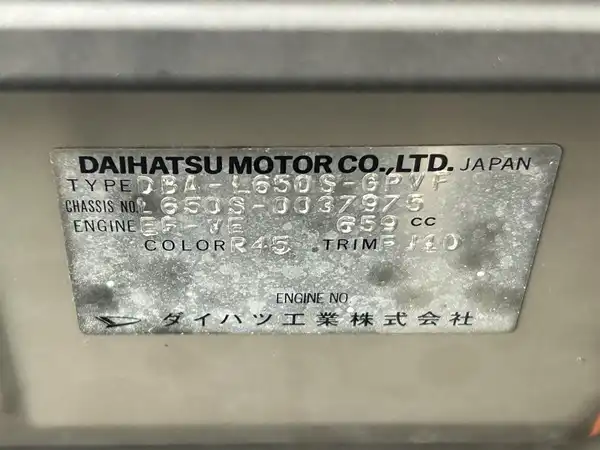 DAIHATSU MOTOR CO.,LTD. JAPAN
TYPE DBA-L650S-GPVF
CHASSIS NO. L650S-0037975
ENGINE EF-VE 659 CC
COLOR R45 TRIM FJ10
ENGINE NO
ダイハツ工業株式会社